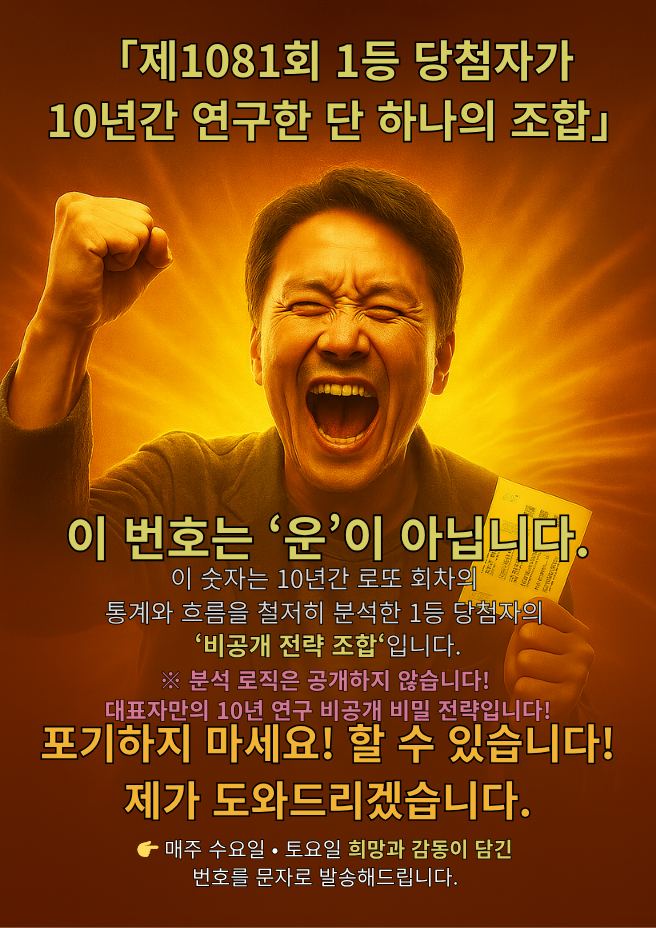 「제1081회 1등 당첨자가
10년간 연구한 단 하나의 조합」
이 번호는 ‘운’이 아닙니다.
이 숫자는 10년간 로또 회차의
통계와 흐름을 철저히 분석한 1등 당첨자의
‘비공개 전략 조합‘입니다.
※ 분석 로직은 공개하지 않습니다!
대표자만의 10년 연구 비공개 비밀 전략입니다!
포기하지 마세요! 할 수 있습니다!
제가 도와드리겠습니다.
👉 매주 수요일 • 토요일 희망과 감동이 담긴
번호를 문자로 발송해드립니다.